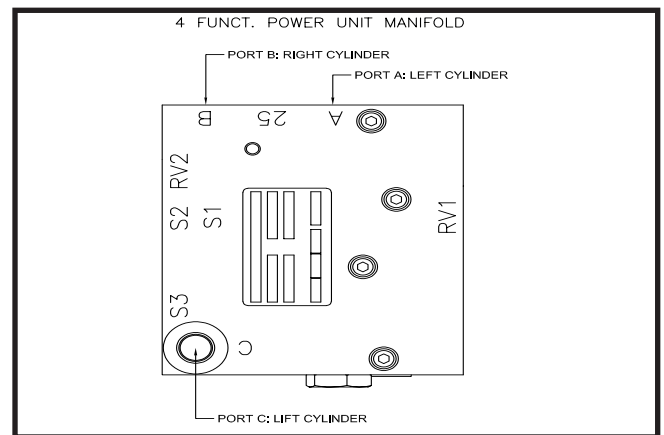 4 FUNCT. POWER UNIT MANIFOLD
PORT B: RIGHT CYLINDER
PORT A: LEFT CYLINDER
B 25 A
RV2
S2 S1
RV1
S3
C
PORT C: LIFT CYLINDER